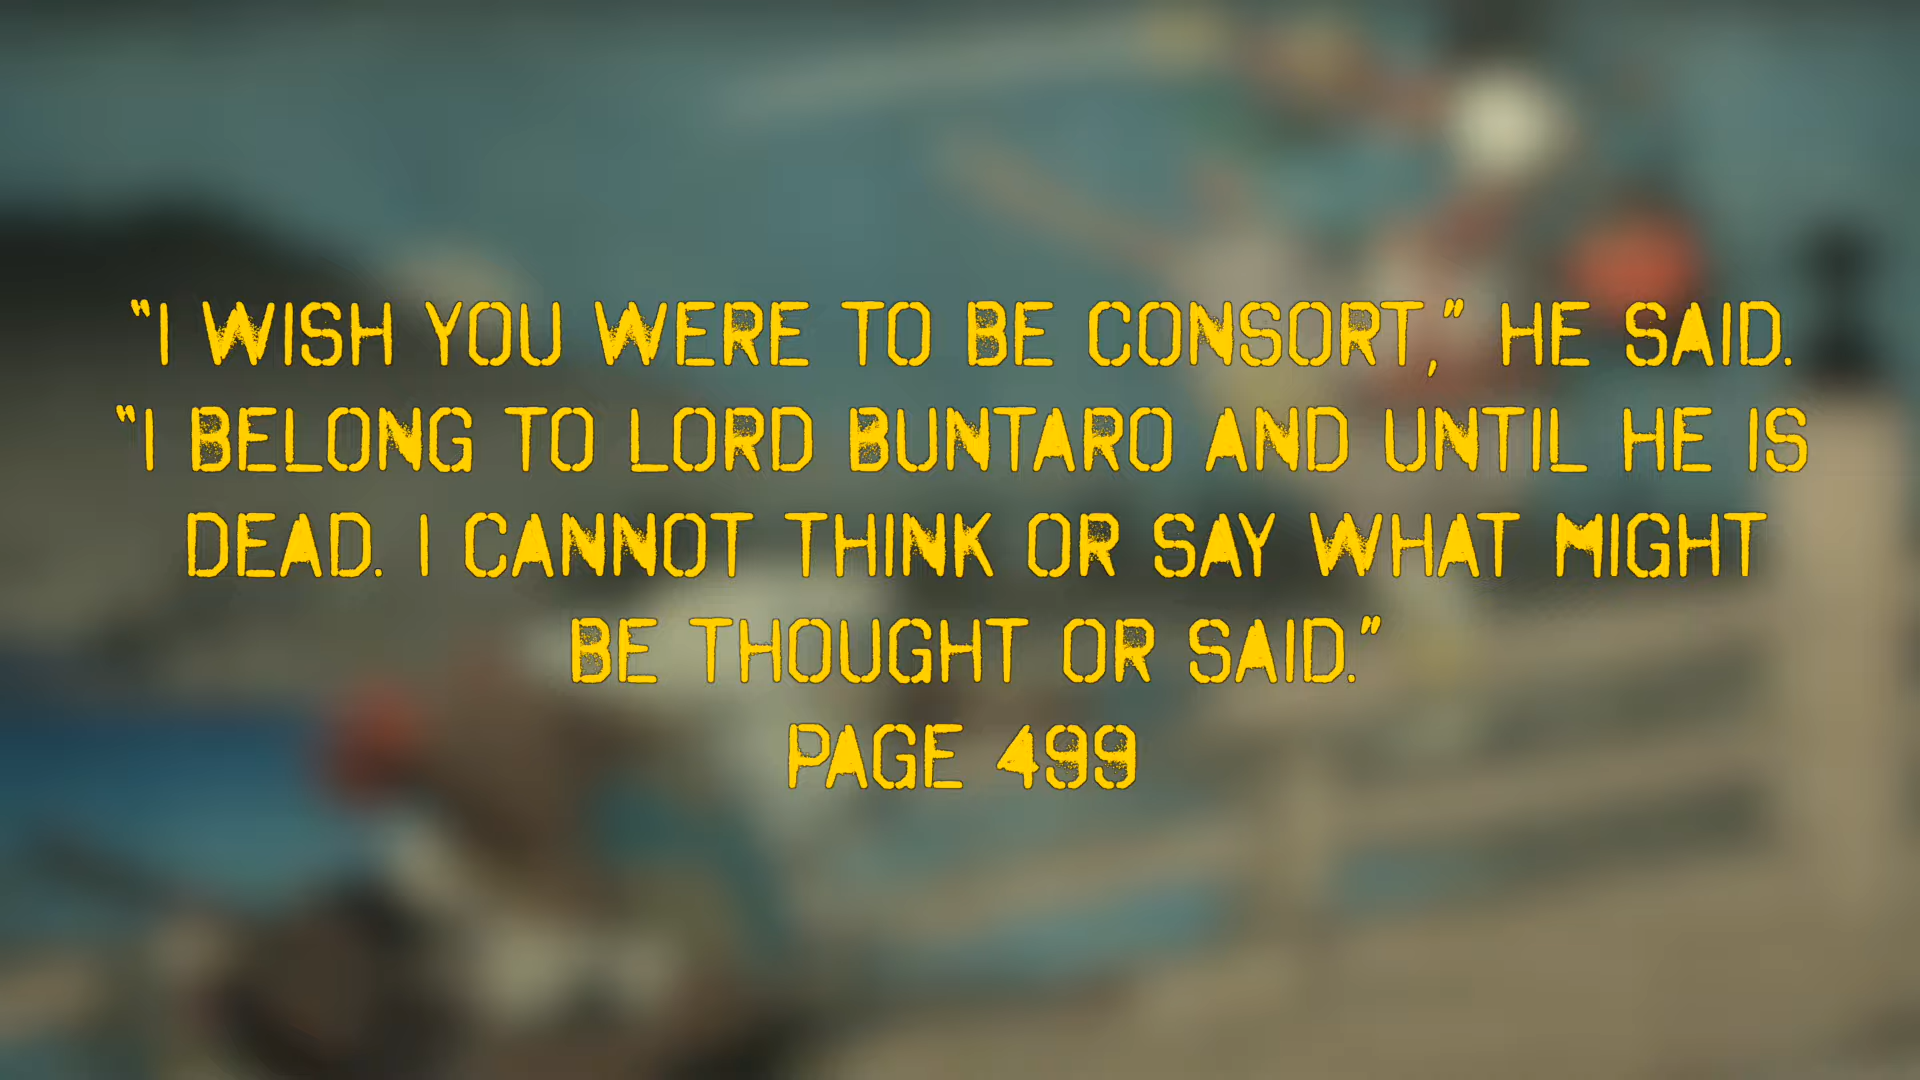 "I WISH YOU WERE TO BE CONSORT," HE SAID.
"I BELONG TO LORD BUNTARO AND UNTIL HE IS
DEAD. I CANNOT THINK OR SAY WHAT MIGHT
BE THOUGHT OR SAID."
PAGE 499